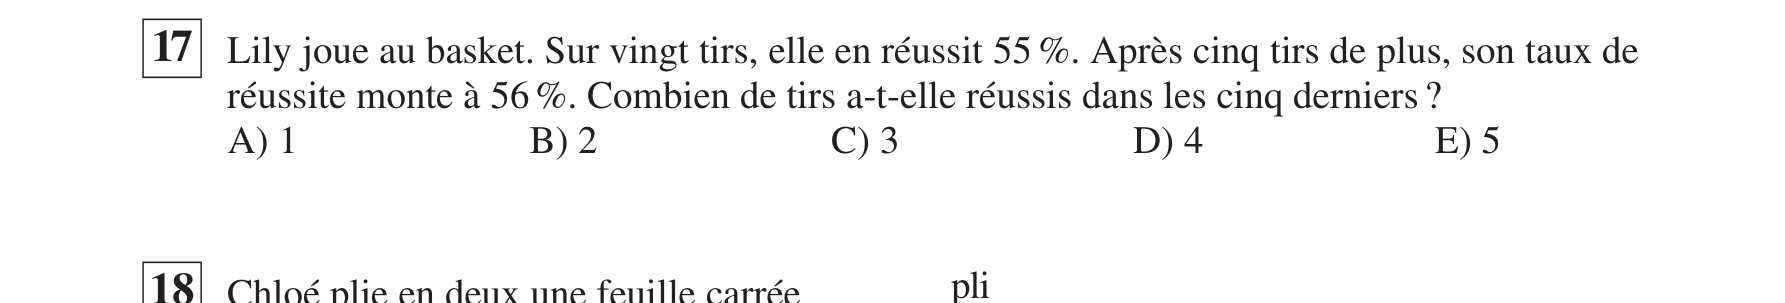 17 Lily joue au basket. Sur vingt tirs, elle en réussit 55 %. Après cinq tirs de plus, son taux de
réussite monte à 56 %. Combien de tirs a-t-elle réussis dans les cinq derniers ?
A) 1 B) 2 C) 3 D) 4 E) 5
18 Chloé plie en deux une feuille carrée
pli